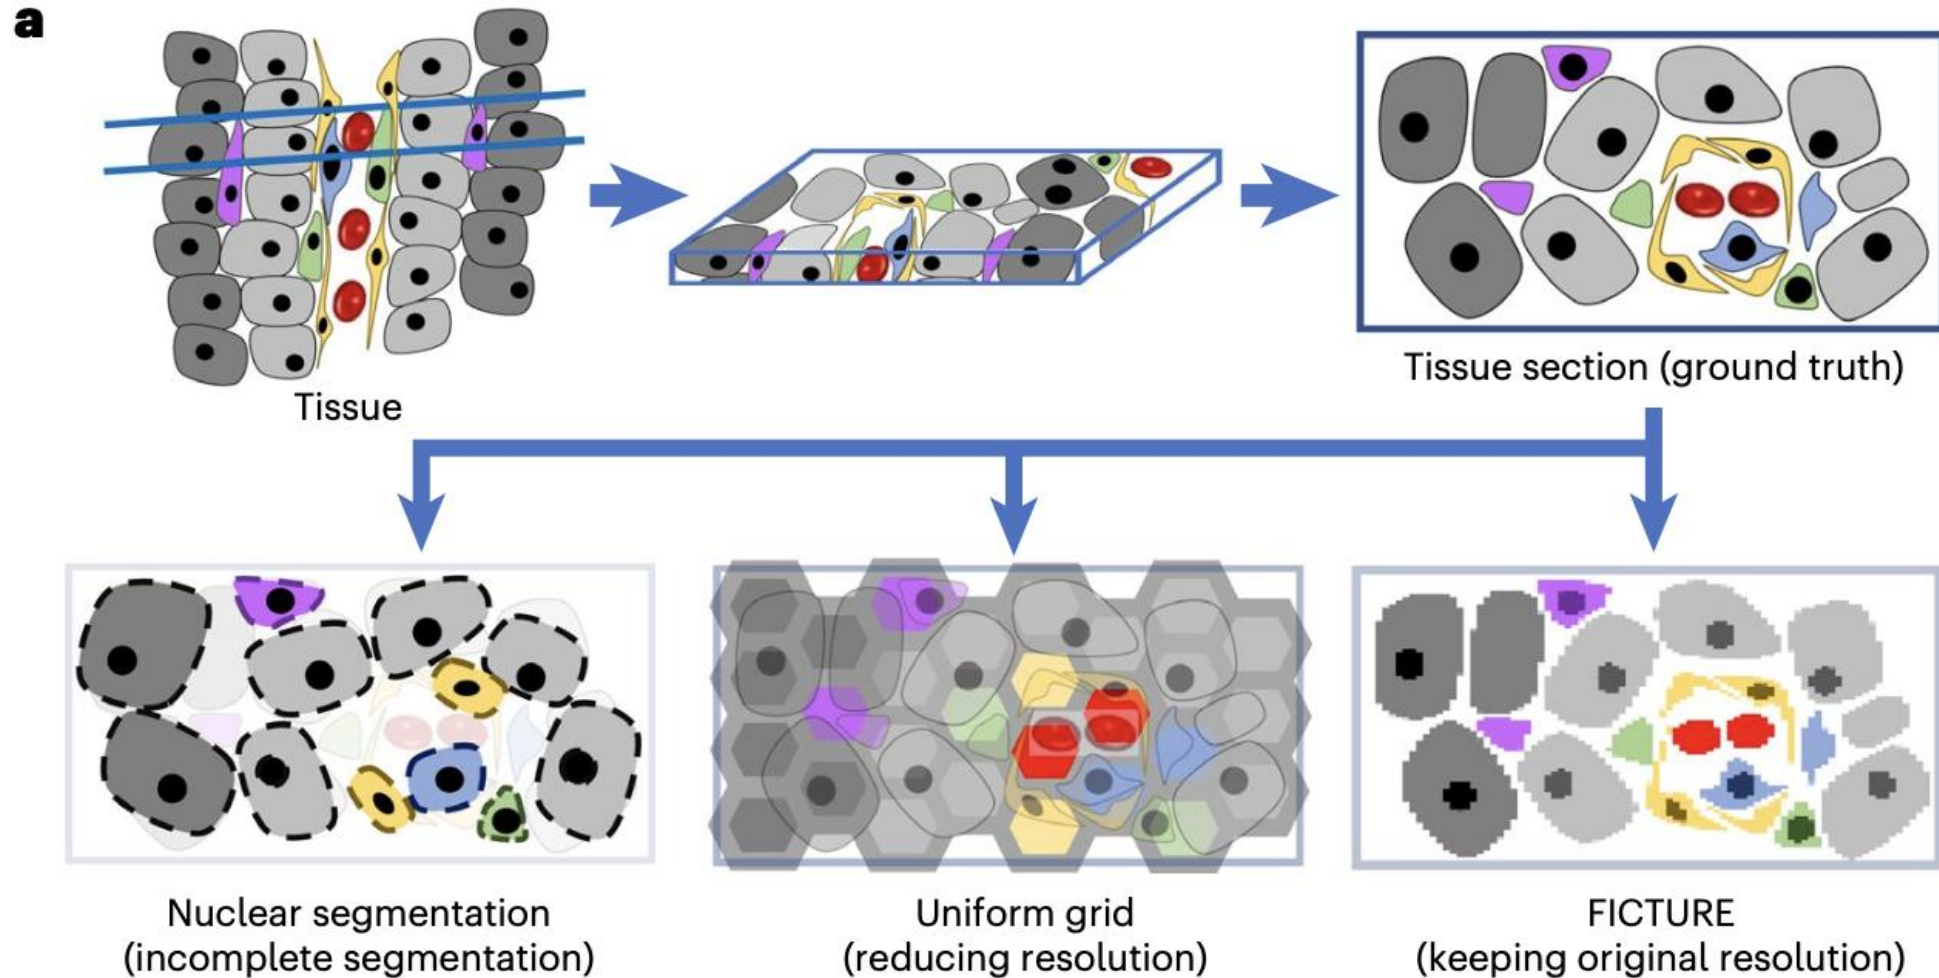 a
Tissue
Tissue section (ground truth)
Nuclear segmentation
(incomplete segmentation)
Uniform grid
(reducing resolution)
FICTURE
(keeping original resolution)